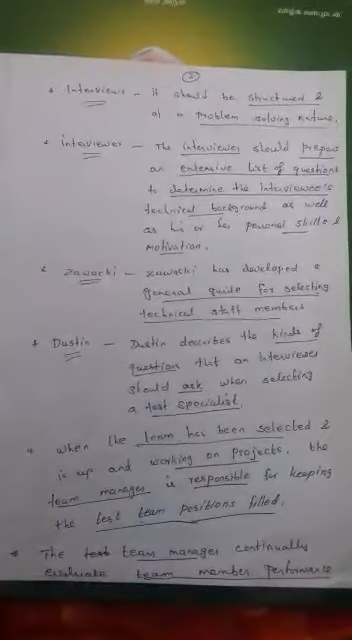 வாழ்க வளமுடன்
2
* Interviews - It should be structured &
of a problem solving nature.
* interviewer - The interviewer should prepare
an extensive list of questions
to determine the interviewee's
technical background as well
as his or her personal skills &
motivation.
* Zawacki - Zawacki has developed a
general guide for selecting
technical staff members
* Dustin - Dustin describes the kinds of
questions that an interviewer
should ask when selecting
a test specialist.
* When the team has been selected &
is up and working on projects, the
team manager is responsible for keeping
the test team positions filled.
* The test team manager continually
evaluate team member performance